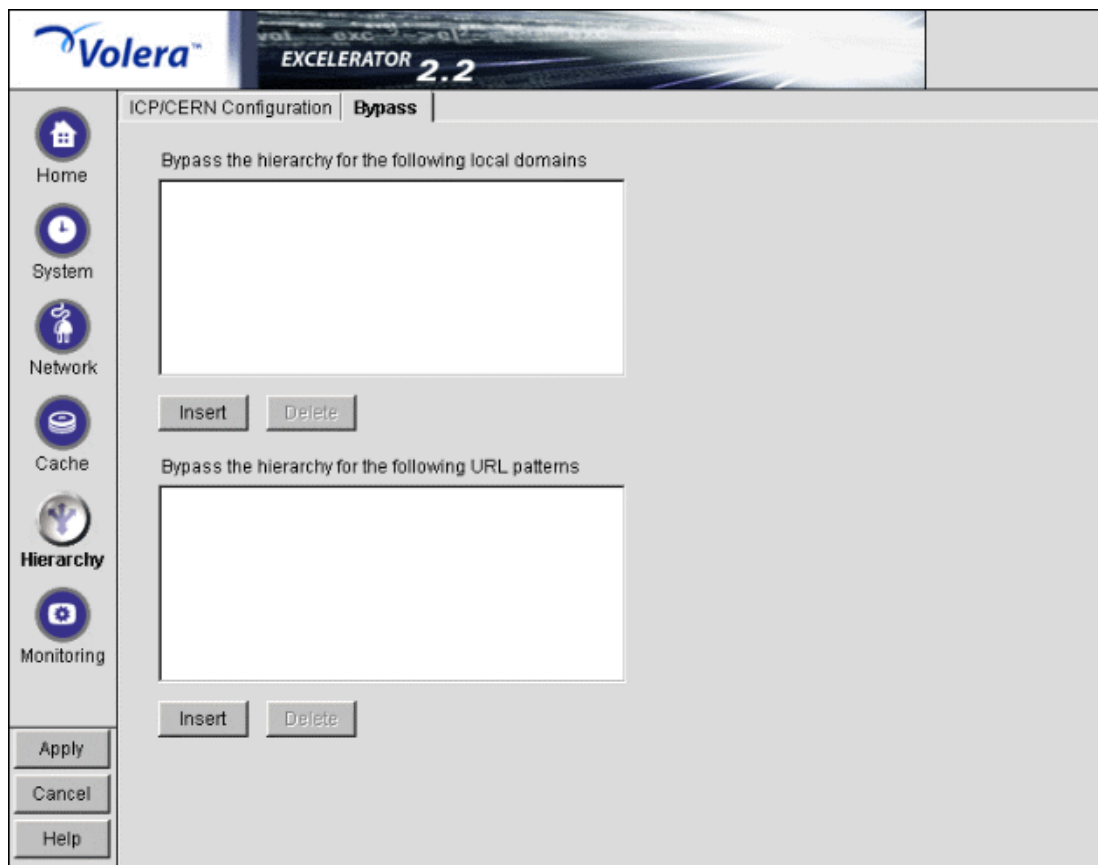 Volera™
EXCELERATOR 2.2
ICP/CERN Configuration
Bypass
Home
System
Network
Cache
Hierarchy
Monitoring
Bypass the hierarchy for the following local domains
Insert
Delete
Bypass the hierarchy for the following URL patterns
Insert
Delete
Apply
Cancel
Help